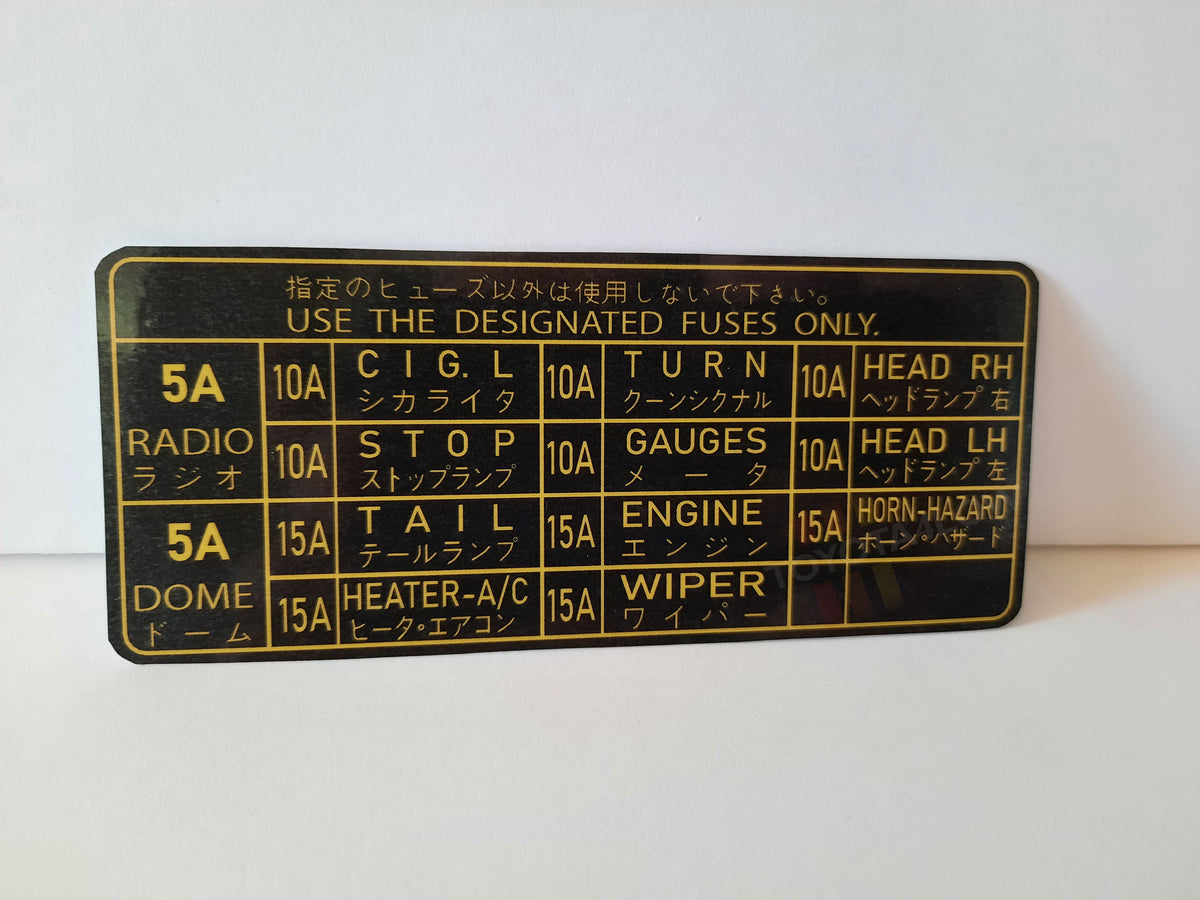 指定のヒューズ以外は使用しないで下さい。
USE THE DESIGNATED FUSES ONLY.
5A
RADIO
ラジオ
5A
DOME
ドーム
10A
CIG. L
シカライタ
10A
STOP
ストップランプ
15A
TAIL
テールランプ
15A
HEATER-A/C
ヒータ・エアコン
10A
TURN
クーンシクナル
10A
GAUGES
メータ
15A
ENGINE
エンジン
15A
WIPER
ワイパー
10A
HEAD RH
ヘッドランプ 右
10A
HEAD LH
ヘッドランプ 左
15A
HORN-HAZARD
ホーン・ハザード